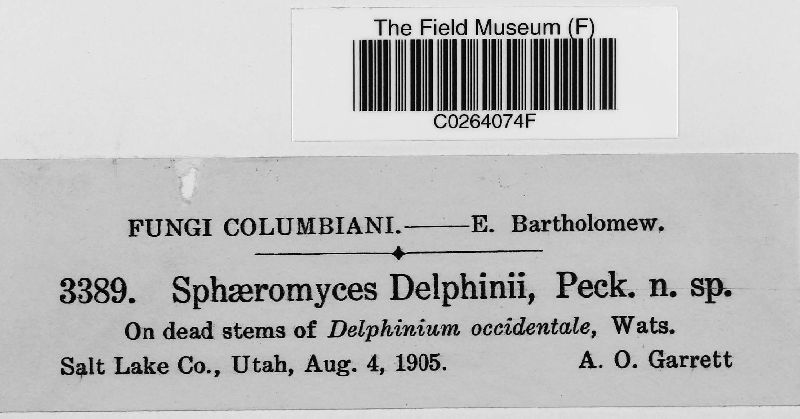 The Field Museum (F)
C0264074F
FUNGI COLUMBIANI.——E. Bartholomew.
3389. Sphæromyces Delphinii, Peck. n. sp.
On dead stems of Delphinium occidentale, Wats.
Salt Lake Co., Utah, Aug. 4, 1905. A. O. Garrett